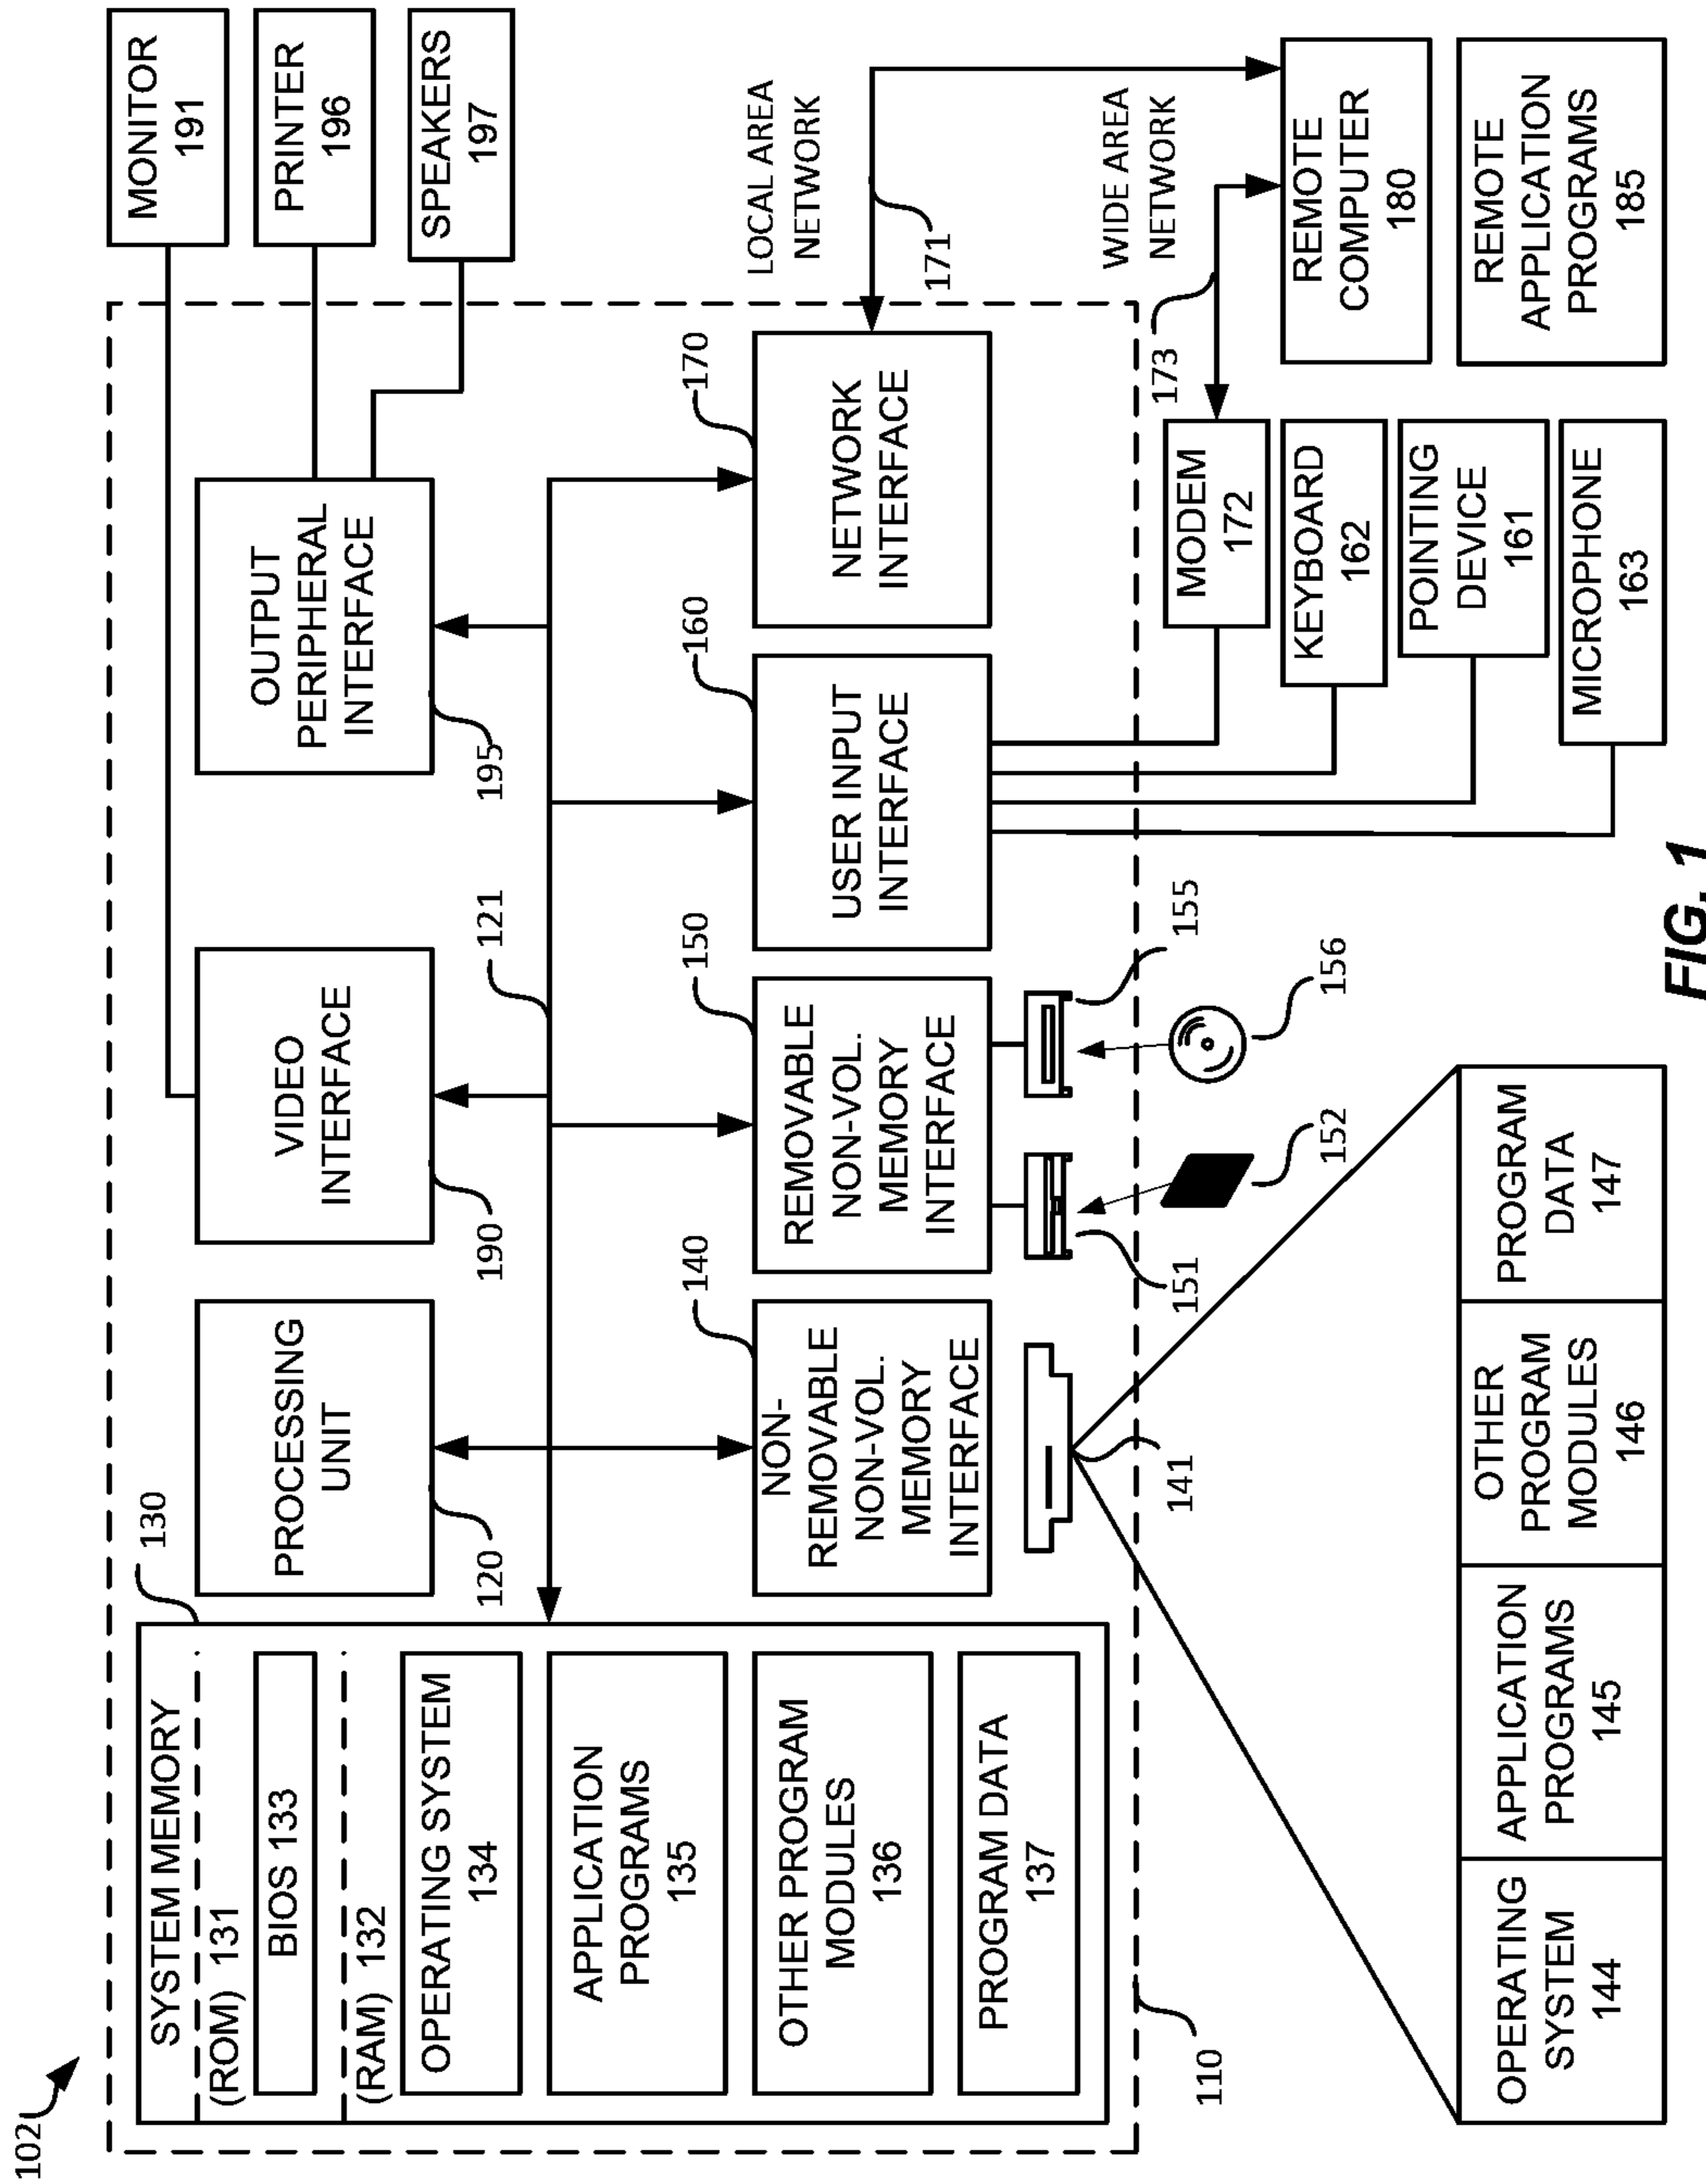 102
SYSTEM MEMORY
(ROM) 131
BIOS 133
(RAM) 132
OPERATING SYSTEM
134
APPLICATION
PROGRAMS
135
OTHER PROGRAM
MODULES
136
PROGRAM DATA
137
130
110
PROCESSING
UNIT
120
VIDEO
INTERFACE
190
121
OUTPUT
PERIPHERAL
INTERFACE
195
MONITOR
191
PRINTER
196
SPEAKERS
197
NON-
REMOVABLE
NON-VOL.
MEMORY
INTERFACE
140
REMOVABLE
NON-VOL.
MEMORY
INTERFACE
150
USER INPUT
INTERFACE
160
NETWORK
INTERFACE
170
LOCAL AREA
NETWORK
171
WIDE AREA
NETWORK
173
141
151
152
155
156
MODEM
172
KEYBOARD
162
POINTING
DEVICE
161
MICROPHONE
163
REMOTE
COMPUTER
180
REMOTE
APPLICATION
PROGRAMS
185
OPERATING
SYSTEM
144
APPLICATION
PROGRAMS
145
OTHER
PROGRAM
MODULES
146
PROGRAM
DATA
147
FIG. 1